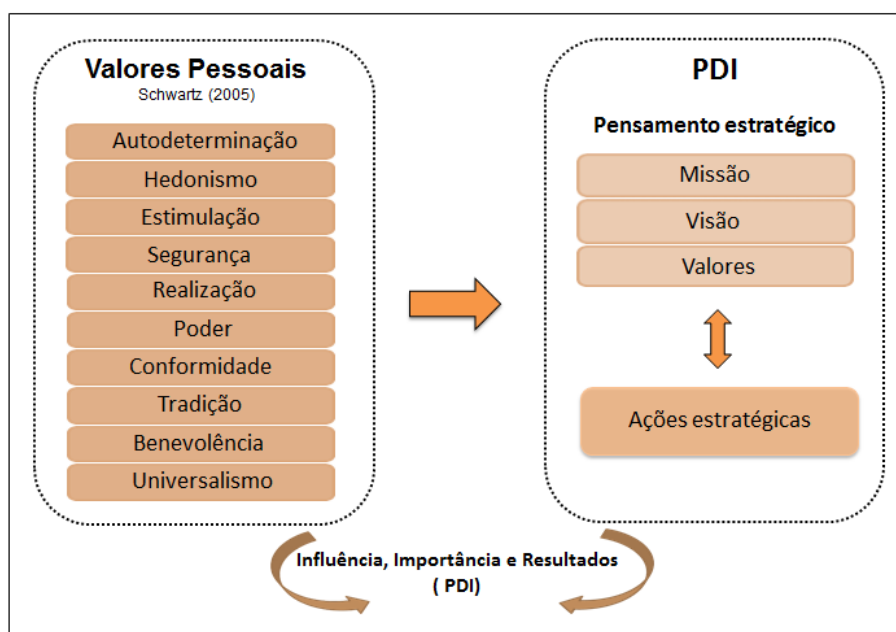 Valores Pessoais
Schwartz (2005)
Autodeterminação
Hedonismo
Estimulação
Segurança
Realização
Poder
Conformidade
Tradição
Benevolência
Universalismo
PDI
Pensamento estratégico
Missão
Visão
Valores
Ações estratégicas
Influência, Importância e Resultados
( PDI)